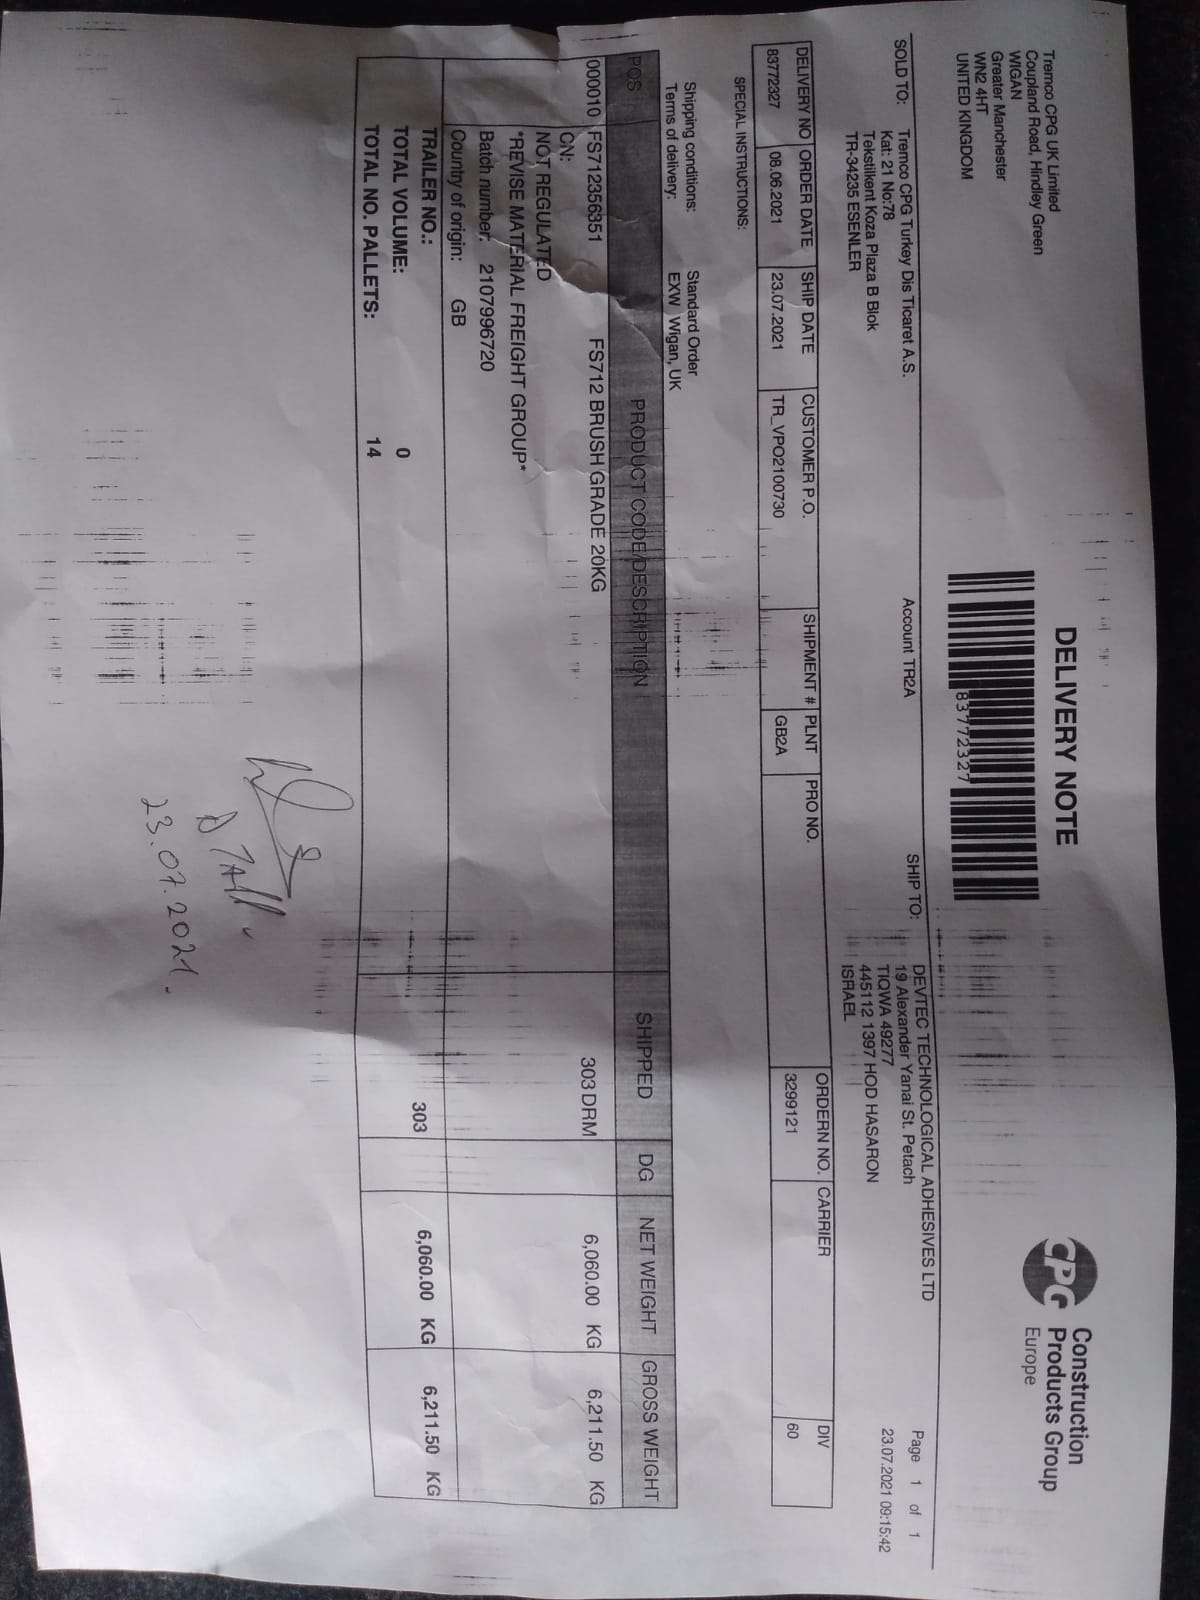 Tremco CPG UK Limited
Coupland Road, Hindley Green
WIGAN
Greater Manchester
WN2 4HT
UNITED KINGDOM
DELIVERY NOTE
83772327
CPG Construction
Products Group
Europe
Page 1 of 1
23.07.2021 09:15:42
SOLD TO: Tremco CPG Turkey Dis Ticaret A.S.
Kat: 21 No:78
Tekstilkent Koza Plaza B Blok
TR-34235 ESENLER
Account TR2A
SHIP TO: DEVTEC TECHNOLOGICAL ADHESIVES LTD
19 Alexander Yanai St. Petach
TIQWA 49277
445112 1397 HOD HASARON
ISRAEL
DELIVERY NO ORDER DATE SHIP DATE CUSTOMER P.O. SHIPMENT # PLNT PRO NO. ORDERN NO. CARRIER DIV
83772327 08.06.2021 23.07.2021 TR_VPO2100730 GB2A 3299121 60
SPECIAL INSTRUCTIONS:
Shipping conditions: Standard Order
Terms of delivery: EXW Wigan, UK
POS PRODUCT CODE/DESCRIPTION SHIPPED DG NET WEIGHT GROSS WEIGHT
000010 FS712356351 FS712 BRUSH GRADE 20KG 303 DRM 6,060.00 KG 6,211.50 KG
CN:
NOT REGULATED
*REVISE MATERIAL FREIGHT GROUP*
Batch number: 2107996720
Country of origin: GB
TRAILER NO.: 303 6,060.00 KG 6,211.50 KG
TOTAL VOLUME: 0
TOTAL NO. PALLETS: 14
23.07.2021.